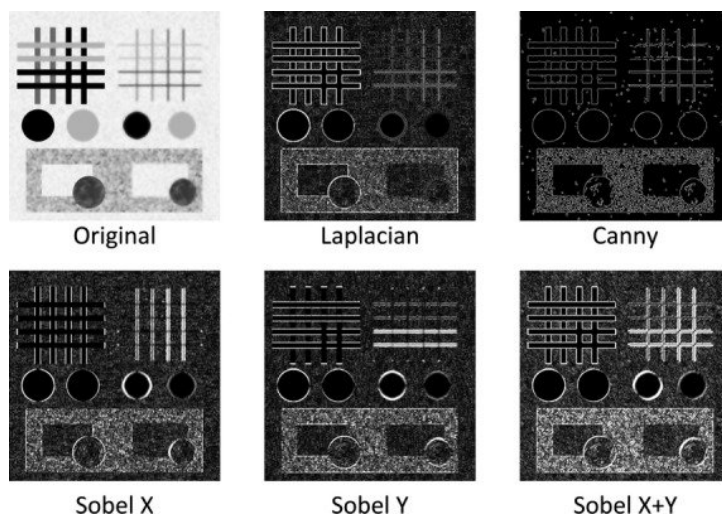 Original
Laplacian
Canny
Sobel X
Sobel Y
Sobel X+Y